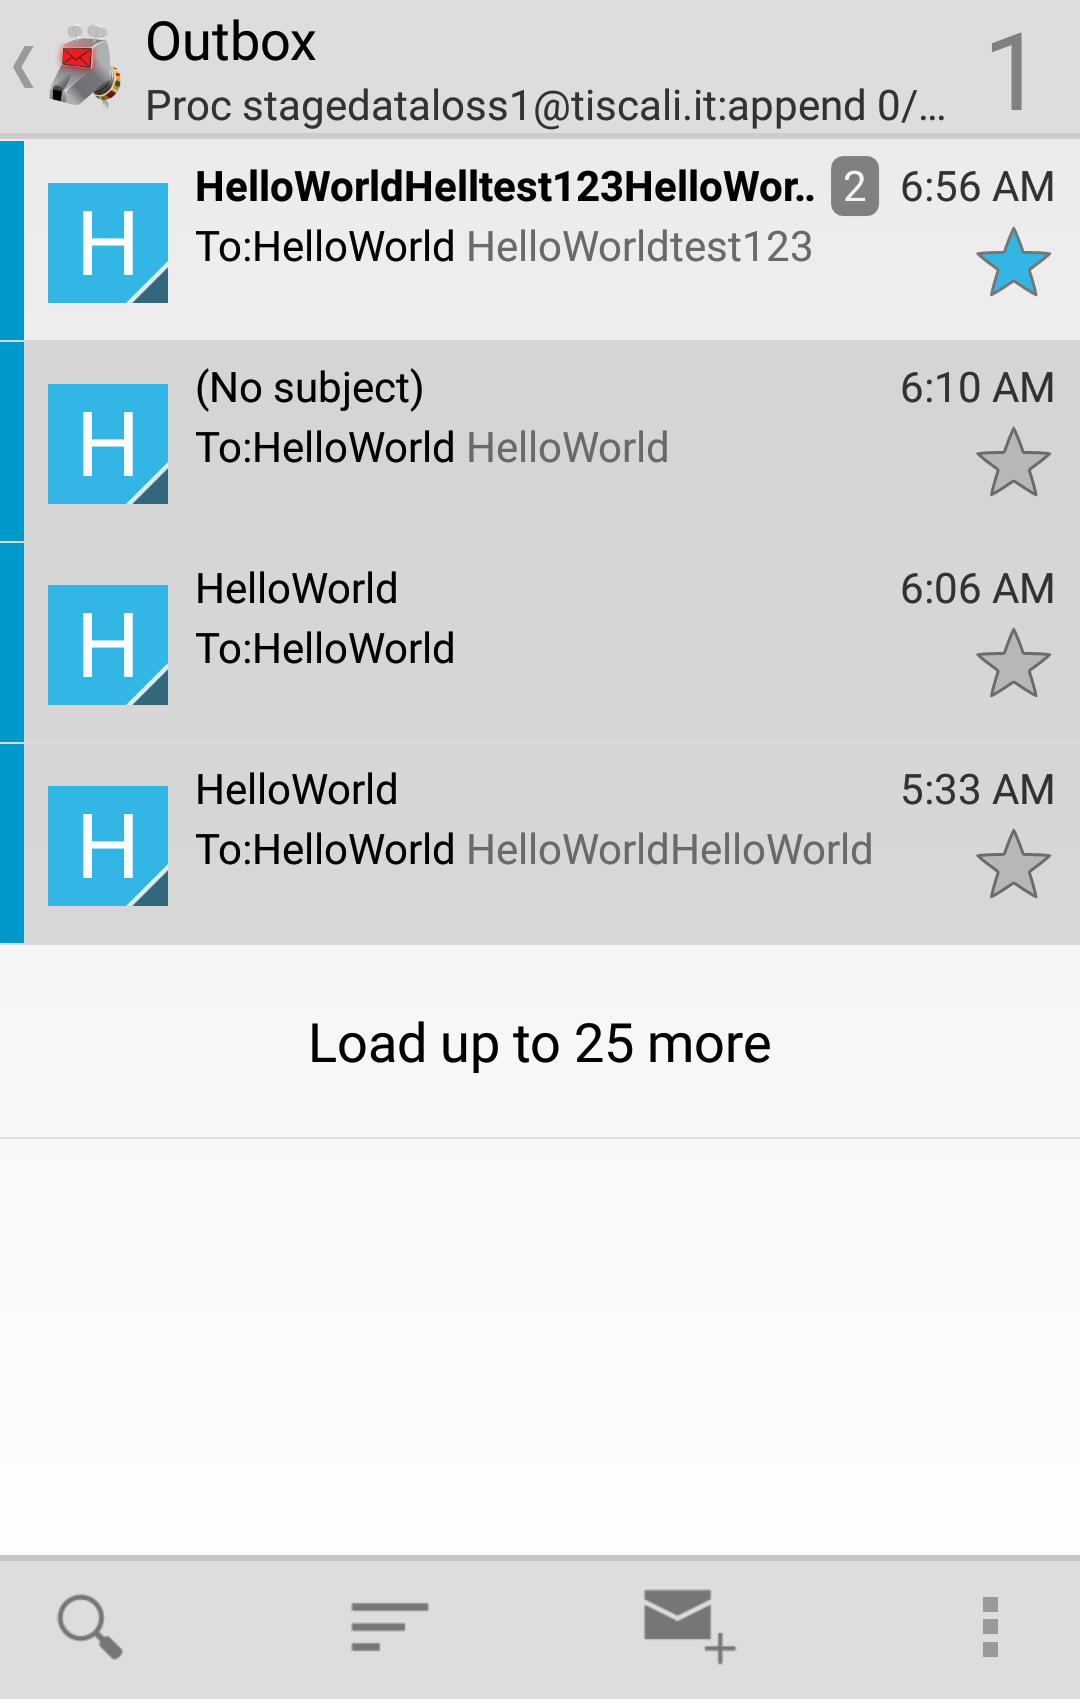 Outbox
1
Proc stagedataloss1@tiscali.it:append 0/...
HelloWorldHelltest123HelloWor.. 2 6:56 AM
H
To:HelloWorld HelloWorldtest123
(No subject) 6:10 AM
H
To:HelloWorld HelloWorld
HelloWorld 6:06 AM
H
To:HelloWorld
HelloWorld 5:33 AM
H
To:HelloWorld HelloWorldHelloWorld
Load up to 25 more